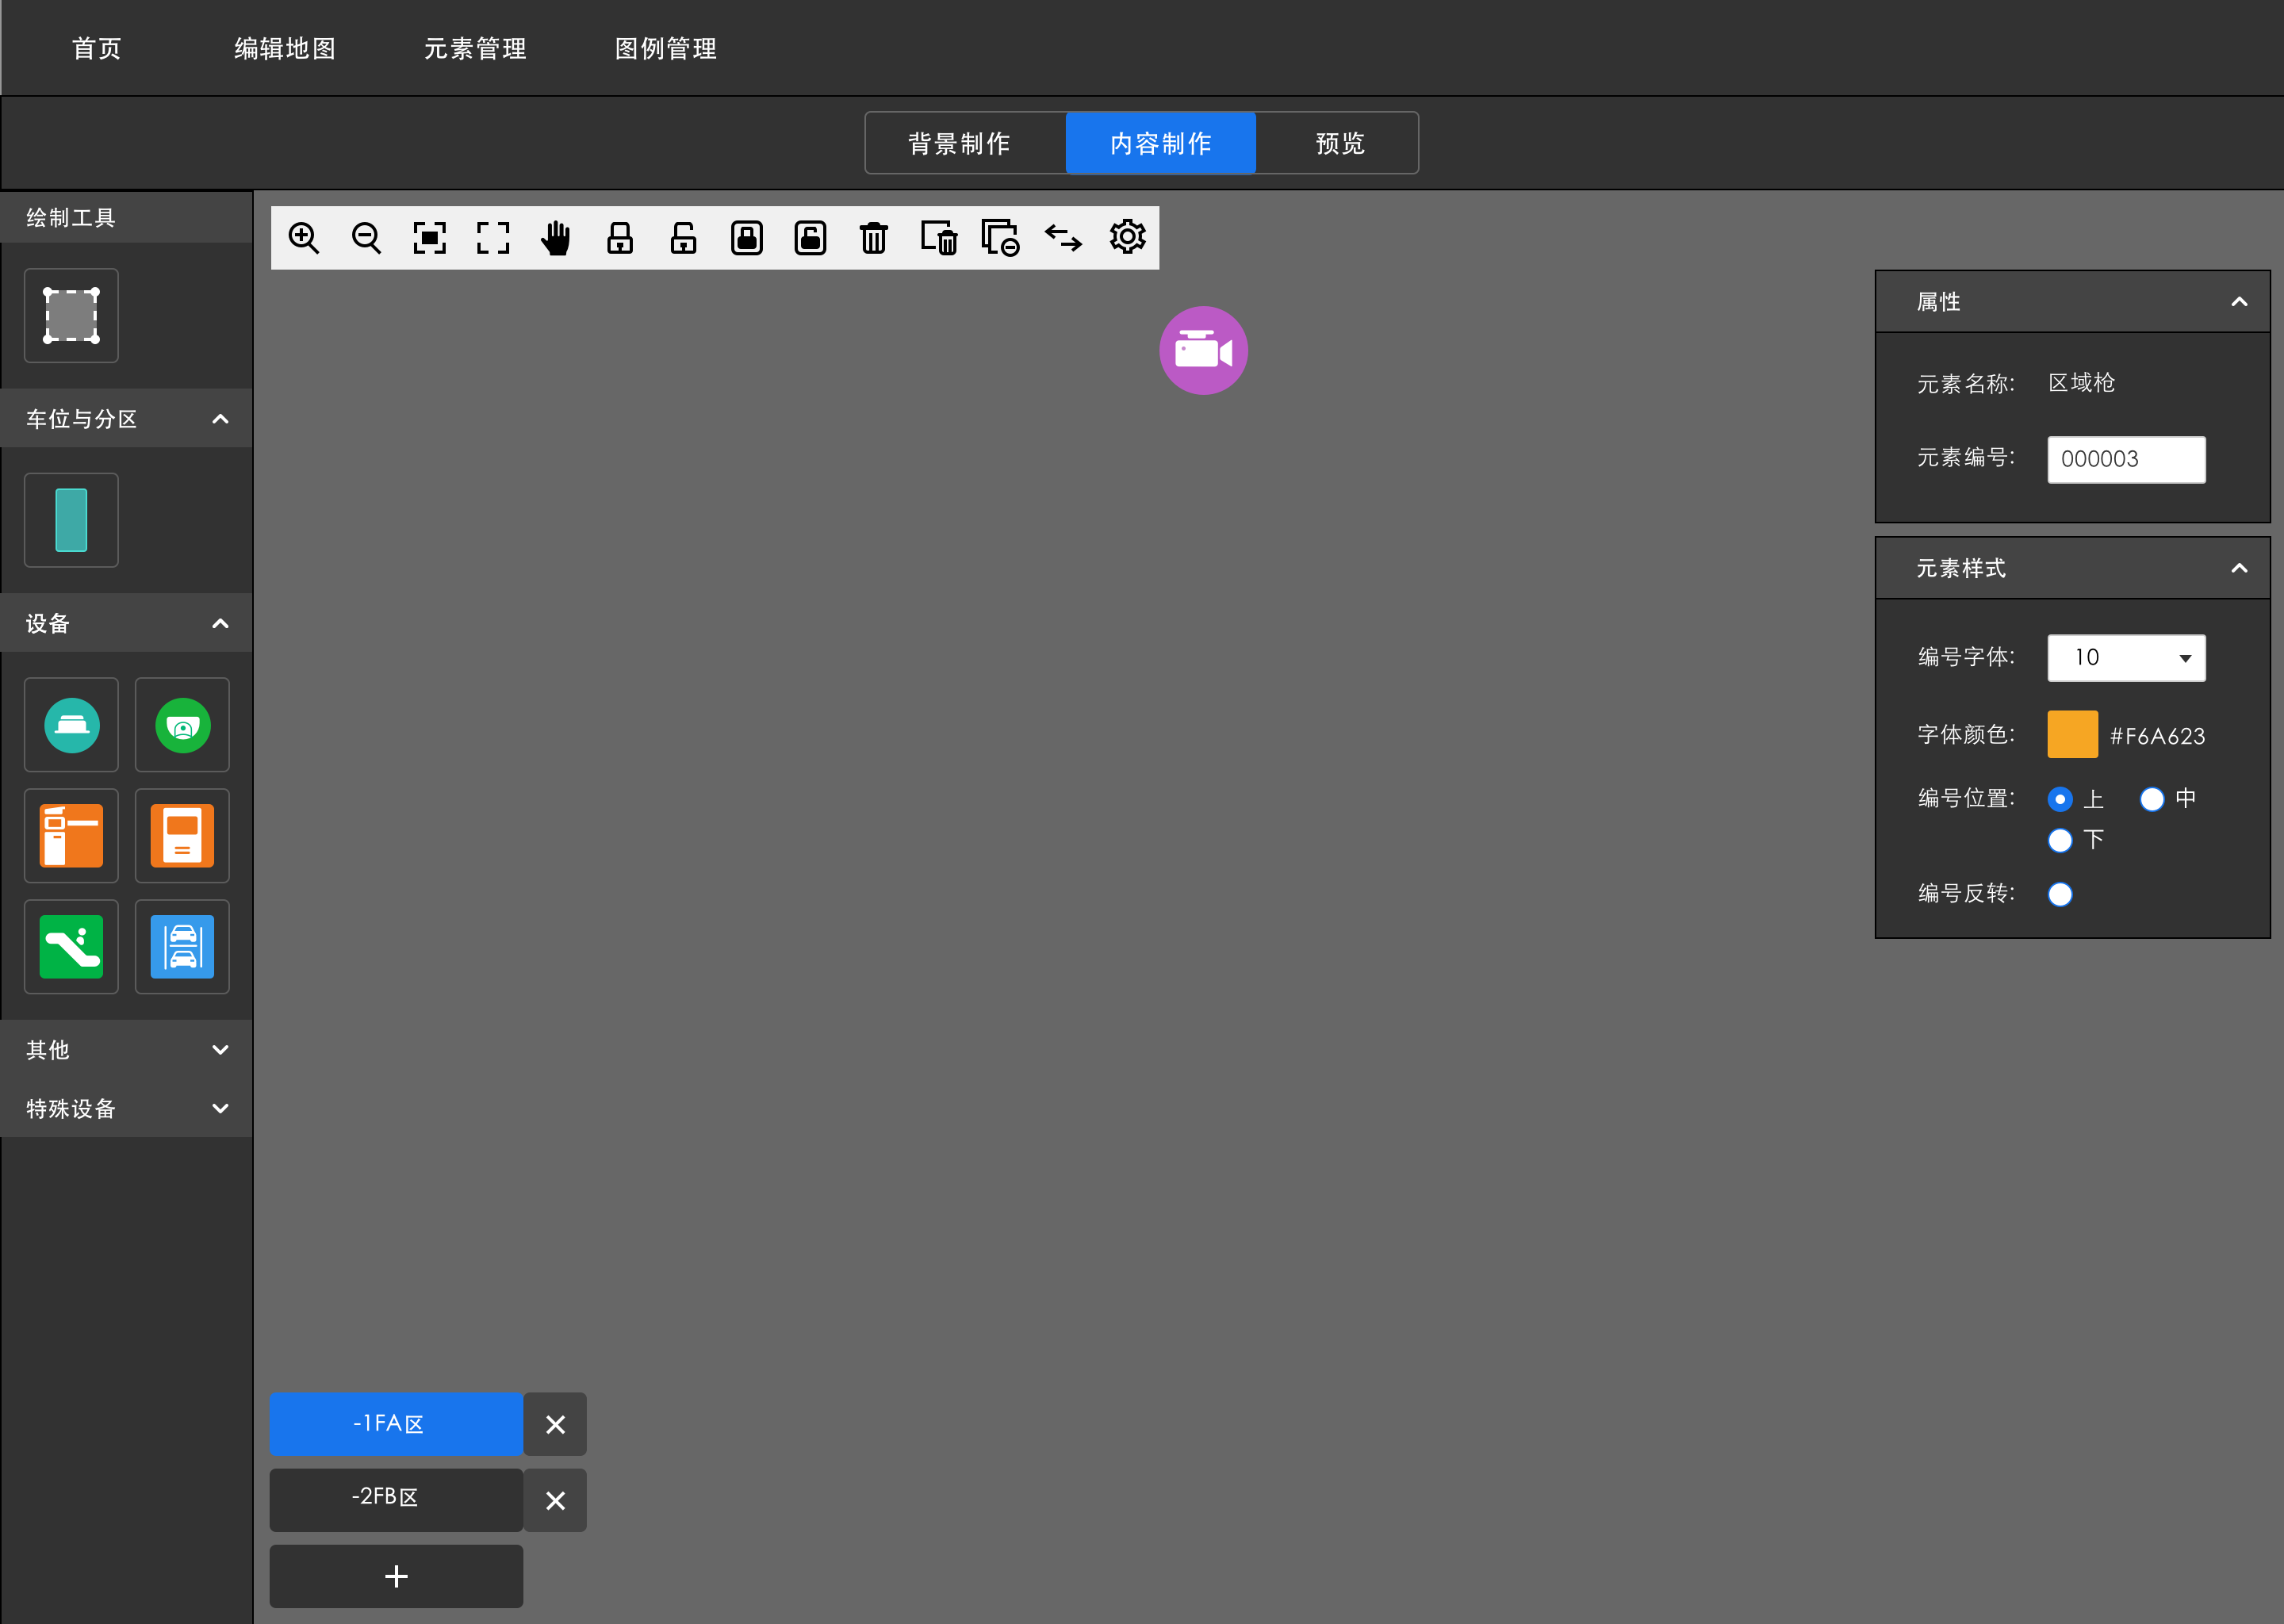 首页 编辑地图 元素管理 图例管理
背景制作 内容制作 预览
绘制工具
车位与分区
设备
其他
特殊设备
-1FA区
-2FB区
属性
元素名称: 区域枪
元素编号: 000003
元素样式
编号字体: 10
字体颜色: #F6A623
编号位置: 上 中
下
编号反转: